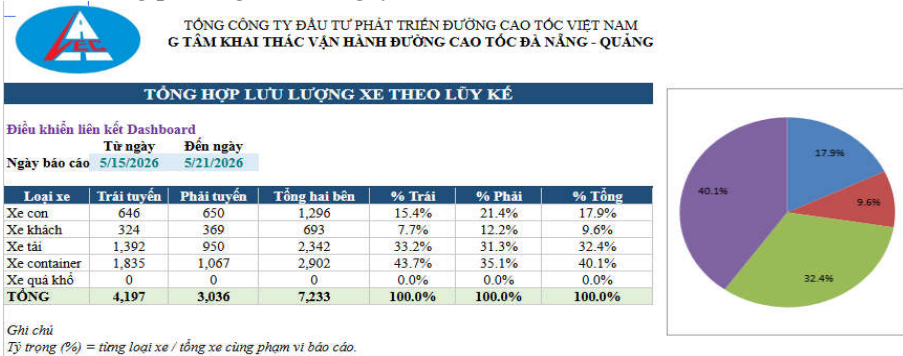 VEC
TỔNG CÔNG TY ĐẦU TƯ PHÁT TRIỂN ĐƯỜNG CAO TỐC VIỆT NAM
G TÂM KHAI THÁC VẬN HÀNH ĐƯỜNG CAO TỐC ĐÀ NẴNG - QUẢNG
TỔNG HỢP LƯU LƯỢNG XE THEO LŨY KẾ
Điều khiển liên kết Dashboard
Từ ngày Đến ngày
Ngày báo cáo 5/15/2026 5/21/2026
Loại xe Trái tuyến Phải tuyến Tổng hai bên % Trái % Phải % Tổng
Xe con 646 650 1,296 15.4% 21.4% 17.9%
Xe khách 324 369 693 7.7% 12.2% 9.6%
Xe tải 1,392 950 2,342 33.2% 31.3% 32.4%
Xe container 1,835 1,067 2,902 43.7% 35.1% 40.1%
Xe quá khổ 0 0 0 0.0% 0.0% 0.0%
TỔNG 4,197 3,036 7,233 100.0% 100.0% 100.0%
Ghi chú
Tỷ trọng (%) = từng loại xe / tổng xe cùng phạm vi báo cáo.
17.9%
9.6%
32.4%
40.1%